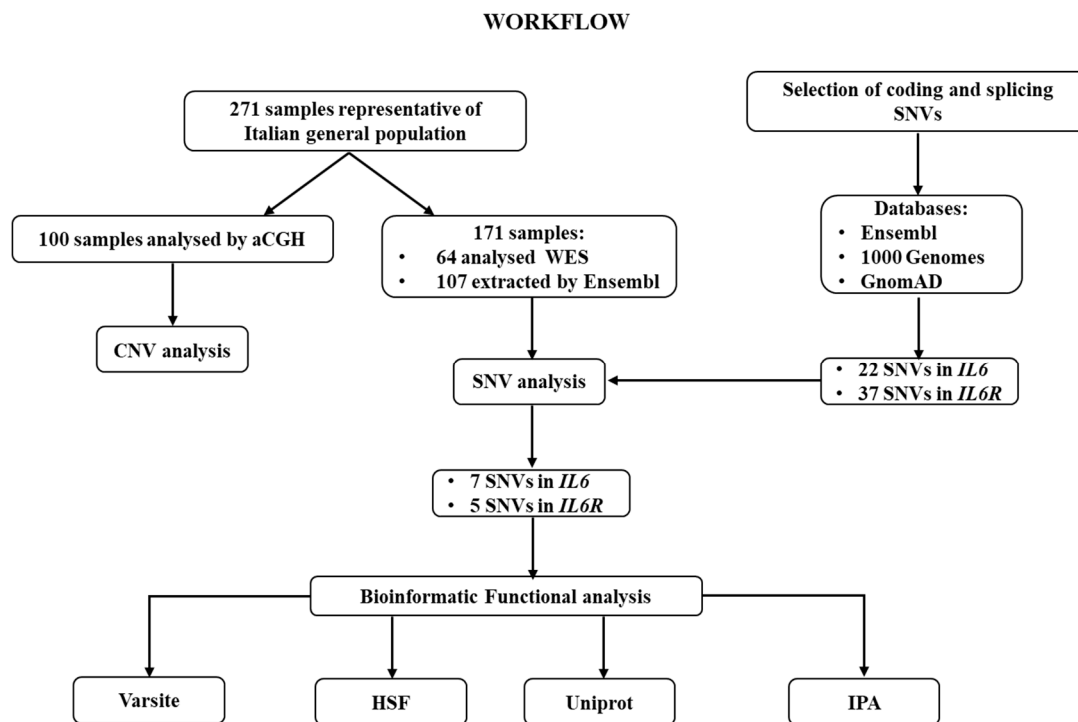 WORKFLOW
271 samples representative of
Italian general population
Selection of coding and splicing
SNVs
100 samples analysed by aCGH
171 samples:
• 64 analysed WES
• 107 extracted by Ensembl
Databases:
• Ensembl
• 1000 Genomes
• GnomAD
CNV analysis
SNV analysis
• 22 SNVs in IL6
• 37 SNVs in IL6R
• 7 SNVs in IL6
• 5 SNVs in IL6R
Bioinformatic Functional analysis
Varsite
HSF
Uniprot
IPA